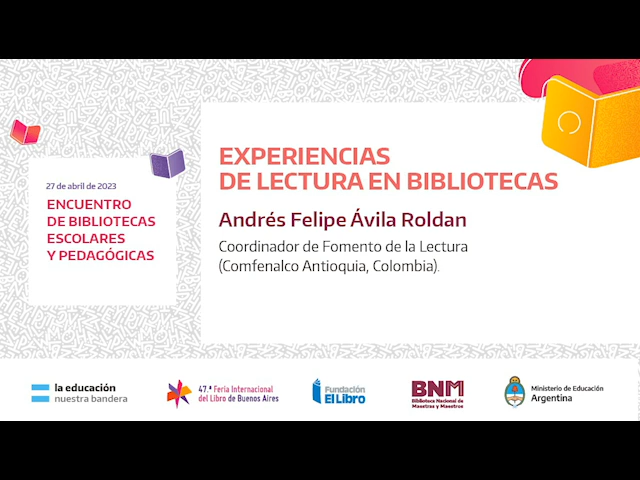 27 de abril de 2023
ENCUENTRO
DE BIBLIOTECAS
ESCOLARES
Y PEDAGÓGICAS
EXPERIENCIAS
DE LECTURA EN BIBLIOTECAS
Andrés Felipe Ávila Roldan
Coordinador de Fomento de la Lectura
(Comfenalco Antioquia, Colombia).
la educación
nuestra bandera
47.ª Feria Internacional
del Libro de Buenos Aires
Fundación
El Libro
BNM
Biblioteca Nacional de
Maestras y Maestros
Ministerio de Educación
Argentina